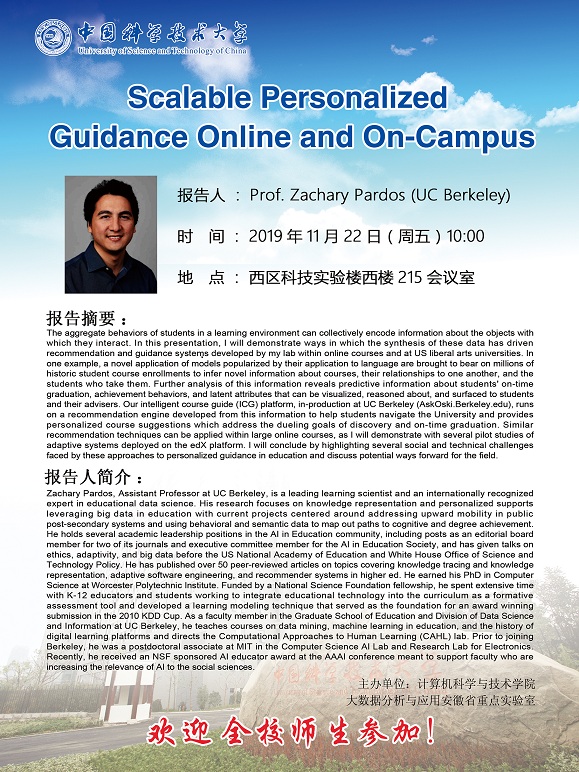 中国科学技术大学
University of Science and Technology of China
Scalable Personalized
Guidance Online and On-Campus
报告人 : Prof. Zachary Pardos (UC Berkeley)
时 间 : 2019 年 11 月 22 日 ( 周五 ) 10:00
地 点 : 西区科技实验楼西楼 215 会议室
报告摘要 :
The aggregate behaviors of students in a learning environment can collectively encode information about the objects with
which they interact. In this presentation, I will demonstrate ways in which the synthesis of these data has driven
recommendation and guidance systems developed by my lab within online courses and at US liberal arts universities. In
one example, a novel application of models popularized by their application to language are brought to bear on millions of
historic student course enrollments to infer novel information about courses, their relationships to one another, and the
students who take them. Further analysis of this information reveals predictive information about students' on-time
graduation, achievement behaviors, and latent attributes that can be visualized, reasoned about, and surfaced to students
and their advisers. Our intelligent course guide (ICG) platform, in-production at UC Berkeley (AskOski.Berkeley.edu), runs
on a recommendation engine developed from this information to help students navigate the University and provides
personalized course suggestions which address the dueling goals of discovery and on-time graduation. Similar
recommendation techniques can be applied within large online courses, as I will demonstrate with several pilot studies of
adaptive systems deployed on the edX platform. I will conclude by highlighting several social and technical challenges
faced by these approaches to personalized guidance in education and discuss potential ways forward for the field.
报告人简介 :
Zachary Pardos, Assistant Professor at UC Berkeley, is a leading learning scientist and an internationally recognized
expert in educational data science. His research focuses on knowledge representation and personalized supports
leveraging big data in education with current projects centered around addressing upward mobility in public
post-secondary systems and using behavioral and semantic data to map out paths to cognitive and degree achievement.
He holds several academic leadership positions in the AI in Education community, including posts as an editorial board
member for two of its journals and executive committee member for the AI in Education Society, and has given talks on
ethics, adaptivity, and big data before the US National Academy of Education and White House Office of Science and
Technology Policy. He has published over 50 peer-reviewed articles on topics covering knowledge tracing and knowledge
representation, adaptive software engineering, and recommender systems in higher ed. He earned his PhD in Computer
Science at Worcester Polytechnic Institute. Funded by a National Science Foundation fellowship, he spent extensive time
with K-12 educators and students working to integrate educational technology into the curriculum as a formative
assessment tool and developed a learning modeling technique that served as the foundation for an award winning
submission in the 2010 KDD Cup. As a faculty member in the Graduate School of Education and Division of Data Science
and Information at UC Berkeley, he teaches courses on data mining, machine learning in education, and the history of
digital learning platforms and directs the Computational Approaches to Human Learning (CAHL) lab. Prior to joining
Berkeley, he was a postdoctoral associate at MIT in the Computer Science AI Lab and Research Lab for Electronics.
Recently, he received an NSF sponsored AI educator award at the AAAI conference meant to support faculty who are
increasing the relevance of AI to the social sciences.
主办单位: 计算机科学与技术学院
大数据分析与应用安徽省重点实验室
欢迎全校师生参加!